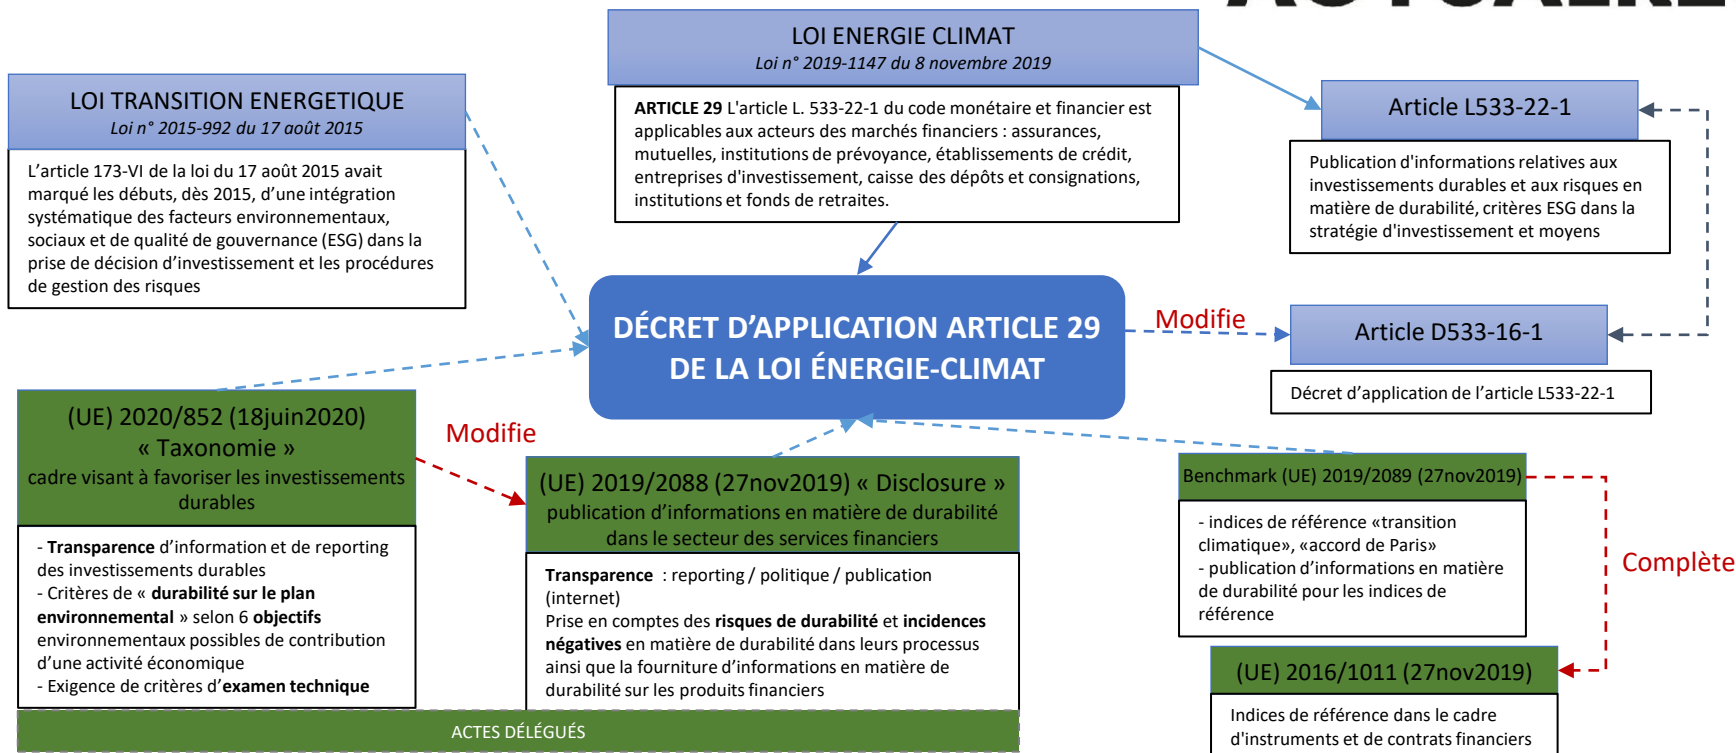 LOI ENERGIE CLIMAT
Loi n° 2019-1147 du 8 novembre 2019
ARTICLE 29 L'article L. 533-22-1 du code monétaire et financier est
applicables aux acteurs des marchés financiers : assurances,
mutuelles, institutions de prévoyance, établissements de crédit,
entreprises d'investissement, caisse des dépôts et consignations,
institutions et fonds de retraites.
LOI TRANSITION ENERGETIQUE
Loi n° 2015-992 du 17 août 2015
L'article 173-VI de la loi du 17 août 2015 avait
marqué les débuts, dès 2015, d'une intégration
systématique des facteurs environnementaux,
sociaux et de qualité de gouvernance (ESG) dans la
prise de décision d'investissement et les procédures
de gestion des risques
Article L533-22-1
Publication d'informations relatives aux
investissements durables et aux risques en
matière de durabilité, critères ESG dans la
stratégie d'investissement et moyens
DÉCRET D'APPLICATION ARTICLE 29
DE LA LOI ÉNERGIE-CLIMAT
Modifie
Article D533-16-1
Décret d'application de l'article L533-22-1
(UE) 2020/852 (18juin2020)
« Taxonomie »
cadre visant à favoriser les investissements
durables
- Transparence d'information et de reporting
des investissements durables
- Critères de « durabilité sur le plan
environnemental » selon 6 objectifs
environnementaux possibles de contribution
d'une activité économique
- Exigence de critères d'examen technique
Modifie
(UE) 2019/2088 (27nov2019) « Disclosure »
publication d'informations en matière de durabilité
dans le secteur des services financiers
Transparence : reporting / politique / publication
(internet)
Prise en comptes des risques de durabilité et incidences
négatives en matière de durabilité dans leurs processus
ainsi que la fourniture d'informations en matière de
durabilité sur les produits financiers
ACTES DÉLÉGUÉS
Benchmark (UE) 2019/2089 (27nov2019)
- indices de référence «transition
climatique», «accord de Paris»
- publication d'informations en matière
de durabilité pour les indices de
référence
Complète
(UE) 2016/1011 (27nov2019)
Indices de référence dans le cadre
d'instruments et de contrats financiers